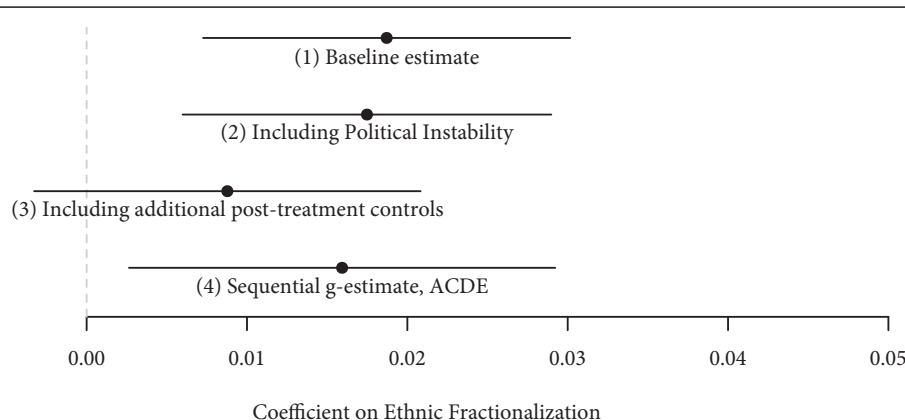 (1) Baseline estimate
(2) Including Political Instability
(3) Including additional post-treatment controls
(4) Sequential g-estimate, ACDE
0.00 0.01 0.02 0.03 0.04 0.05
Coefficient on Ethnic Fractionalization